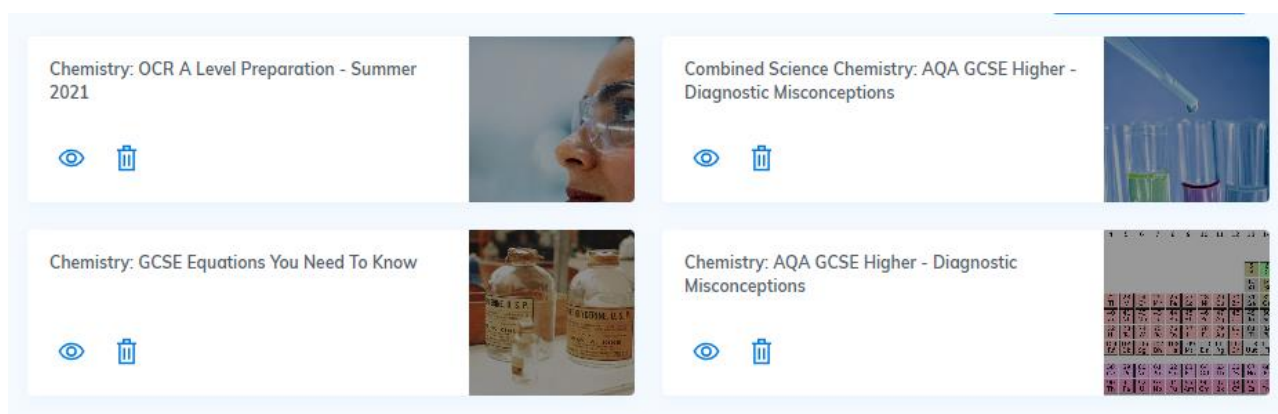 Chemistry: OCR A Level Preparation - Summer
2021
Combined Science Chemistry: AQA GCSE Higher -
Diagnostic Misconceptions
Chemistry: GCSE Equations You Need To Know
Chemistry: AQA GCSE Higher - Diagnostic
Misconceptions